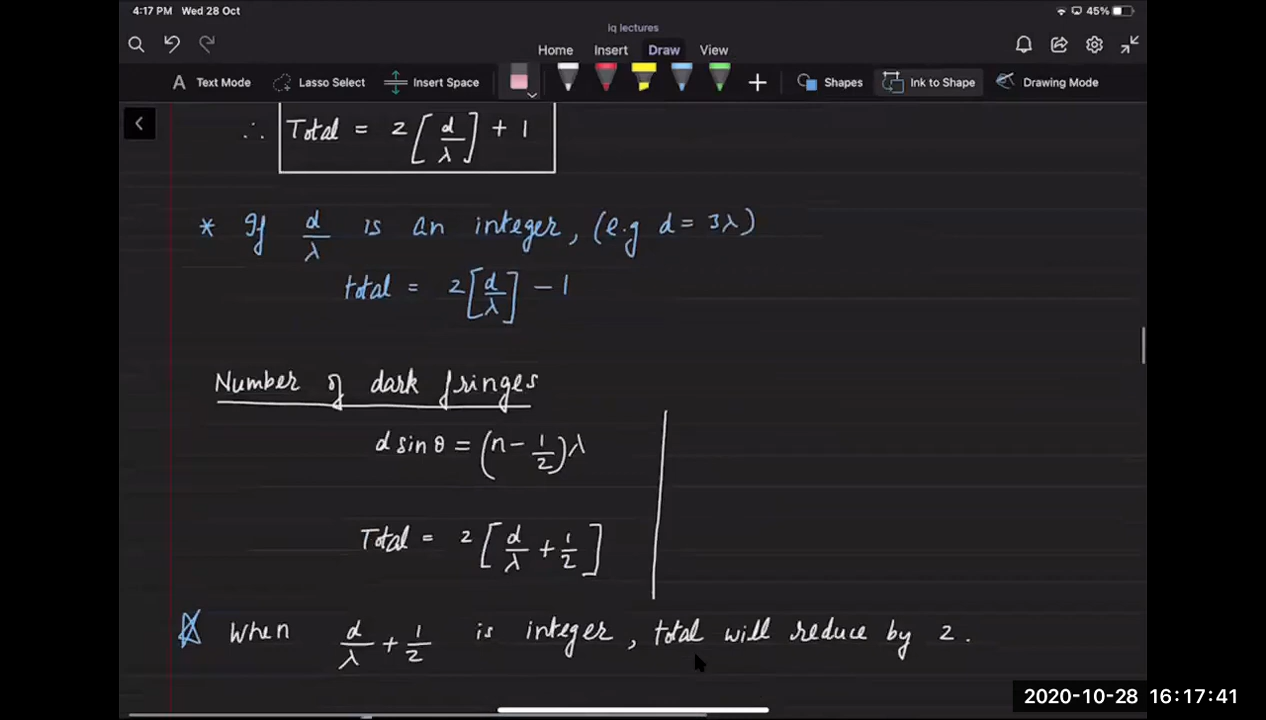 4:17 PM Wed 28 Oct
45%
iq lectures
Home Insert Draw View
Text Mode Lasso Select Insert Space Shapes Ink to Shape Drawing Mode
∴ Total = 2[d/λ] + 1
* If d/λ is an integer, (e.g d = 3λ)
total = 2[d/λ] − 1
Number of dark fringes
d sin θ = (n − 1/2)λ
Total = 2[d/λ + 1/2]
When d/λ + 1/2 is integer, total will reduce by 2.
2020-10-28 16:17:41